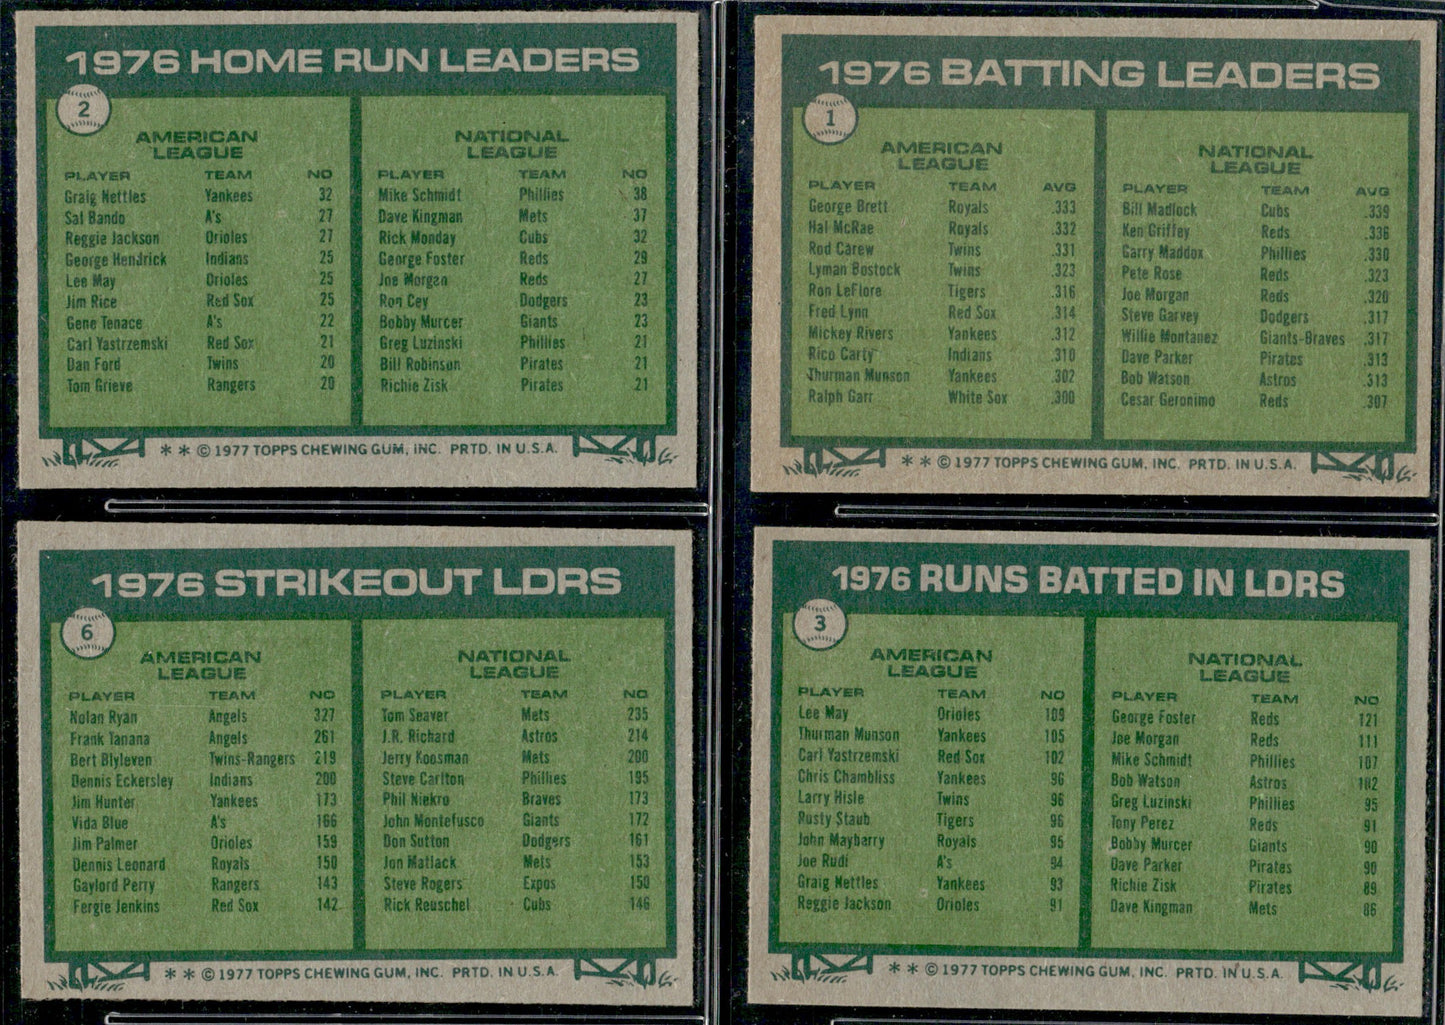 1976 HOME RUN LEADERS
2
AMERICAN LEAGUE
PLAYER TEAM NO
Graig Nettles Yankees 32
Sal Bando A's 27
Reggie Jackson Orioles 27
George Hendrick Indians 25
Lee May Orioles 25
Jim Rice Red Sox 25
Gene Tenace A's 22
Carl Yastrzemski Red Sox 21
Dan Ford Twins 20
Tom Grieve Rangers 20
NATIONAL LEAGUE
PLAYER TEAM NO
Mike Schmidt Phillies 38
Dave Kingman Mets 37
Rick Monday Cubs 32
George Foster Reds 29
Joe Morgan Reds 27
Ron Cey Dodgers 23
Bobby Murcer Giants 23
Greg Luzinski Phillies 21
Bill Robinson Pirates 21
Richie Zisk Pirates 21
* * © 1977 TOPPS CHEWING GUM, INC. PRTD. IN U.S.A.
1976 BATTING LEADERS
1
AMERICAN LEAGUE
PLAYER TEAM AVG
George Brett Royals .333
Hal McRae Royals .332
Rod Carew Twins .331
Lyman Bostock Twins .323
Ron LeFlore Tigers .316
Fred Lynn Red Sox .314
Mickey Rivers Yankees .312
Rico Carty Indians .310
Thurman Munson Yankees .302
Ralph Garr White Sox .300
NATIONAL LEAGUE
PLAYER TEAM AVG
Bill Madlock Cubs .339
Ken Griffey Reds .336
Garry Maddox Phillies .330
Pete Rose Reds .323
Joe Morgan Reds .320
Steve Garvey Dodgers .317
Willie Montanez Giants-Braves .317
Dave Parker Pirates .313
Bob Watson Astros .313
Cesar Geronimo Reds .307
* * © 1977 TOPPS CHEWING GUM, INC. PRTD. IN U.S.A.
1976 STRIKEOUT LDRS
6
AMERICAN LEAGUE
PLAYER TEAM NO
Nolan Ryan Angels 327
Frank Tanana Angels 261
Bert Blyleven Twins-Rangers 219
Dennis Eckersley Indians 200
Jim Hunter Yankees 173
Vida Blue A's 166
Jim Palmer Orioles 159
Dennis Leonard Royals 150
Gaylord Perry Rangers 143
Fergie Jenkins Red Sox 142
NATIONAL LEAGUE
PLAYER TEAM NO
Tom Seaver Mets 235
J.R. Richard Astros 214
Jerry Koosman Mets 200
Steve Carlton Phillies 195
Phil Niekro Braves 173
John Montefusco Giants 172
Don Sutton Dodgers 161
Jon Matlack Mets 153
Steve Rogers Expos 150
Rick Reuschel Cubs 146
* * © 1977 TOPPS CHEWING GUM, INC. PRTD. IN U.S.A.
1976 RUNS BATTED IN LDRS
3
AMERICAN LEAGUE
PLAYER TEAM NO
Lee May Orioles 109
Thurman Munson Yankees 105
Carl Yastrzemski Red Sox 102
Chris Chambliss Yankees 96
Larry Hisle Twins 96
Rusty Staub Tigers 96
John Mayberry Royals 95
Joe Rudi A's 94
Graig Nettles Yankees 93
Reggie Jackson Orioles 91
NATIONAL LEAGUE
PLAYER TEAM NO
George Foster Reds 121
Joe Morgan Reds 111
Mike Schmidt Phillies 107
Bob Watson Astros 102
Greg Luzinski Phillies 95
Tony Perez Reds 91
Bobby Murcer Giants 90
Dave Parker Pirates 90
Richie Zisk Pirates 89
Dave Kingman Mets 86
* * © 1977 TOPPS CHEWING GUM, INC. PRTD. IN U.S.A.